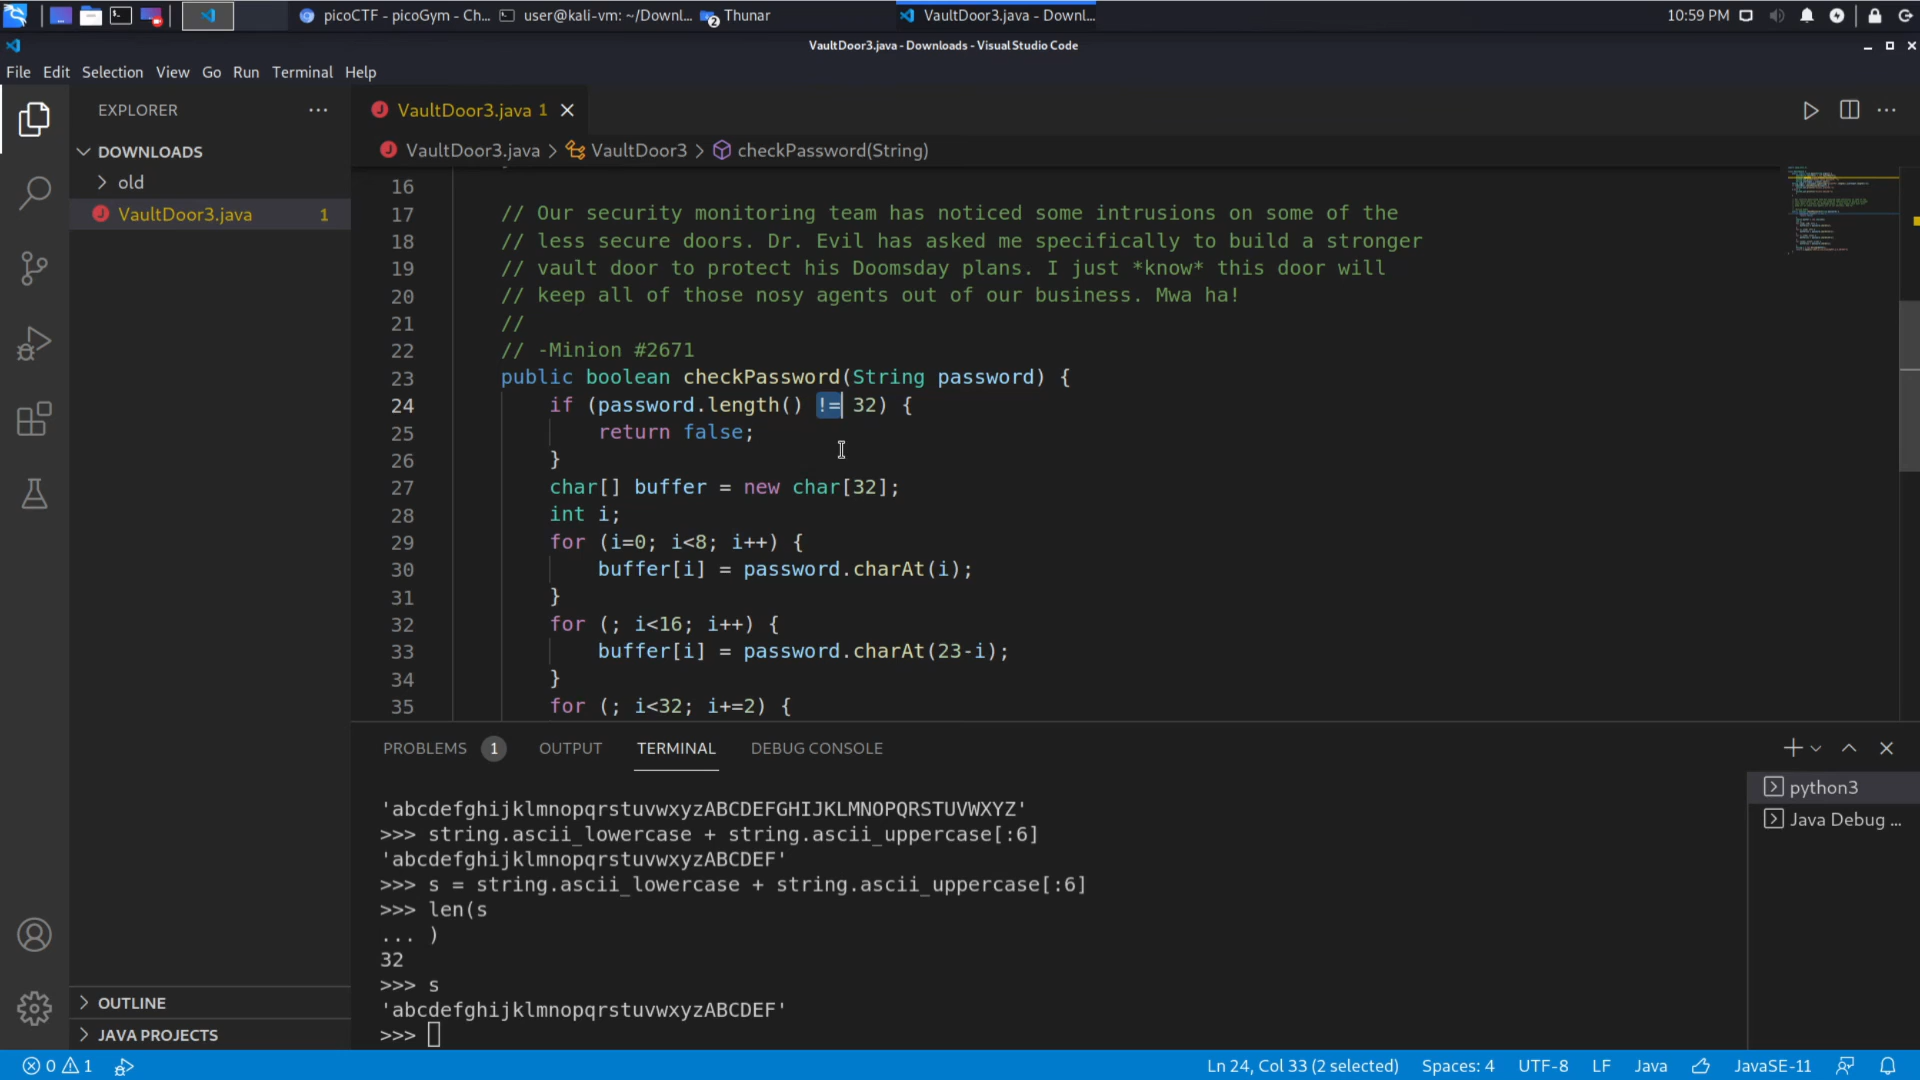 picoCTF - picoGym - Ch...
user@kali-vm: ~/Downl...
2
Thunar
VaultDoor3.java - Downl...
10:59 PM
VaultDoor3.java - Downloads - Visual Studio Code
File Edit Selection View Go Run Terminal Help
EXPLORER
DOWNLOADS
old
VaultDoor3.java 1
OUTLINE
JAVA PROJECTS
VaultDoor3.java 1
VaultDoor3.java > VaultDoor3 > checkPassword(String)
16
17 // Our security monitoring team has noticed some intrusions on some of the
18 // less secure doors. Dr. Evil has asked me specifically to build a stronger
19 // vault door to protect his Doomsday plans. I just *know* this door will
20 // keep all of those nosy agents out of our business. Mwa ha!
21 //
22 // -Minion #2671
23 public boolean checkPassword(String password) {
24 if (password.length() != 32) {
25 return false;
26 }
27 char[] buffer = new char[32];
28 int i;
29 for (i=0; i<8; i++) {
30 buffer[i] = password.charAt(i);
31 }
32 for (; i<16; i++) {
33 buffer[i] = password.charAt(23-i);
34 }
35 for (; i<32; i+=2) {
PROBLEMS 1 OUTPUT TERMINAL DEBUG CONSOLE
'abcdefghijklmnopqrstuvwxyzABCDEFGHIJKLMNOPQRSTUVWXYZ'
>>> string.ascii_lowercase + string.ascii_uppercase[:6]
'abcdefghijklmnopqrstuvwxyzABCDEF'
>>> s = string.ascii_lowercase + string.ascii_uppercase[:6]
>>> len(s
... )
32
>>> s
'abcdefghijklmnopqrstuvwxyzABCDEF'
>>>
python3
Java Debug ...
0 1
Ln 24, Col 33 (2 selected) Spaces: 4 UTF-8 LF Java JavaSE-11